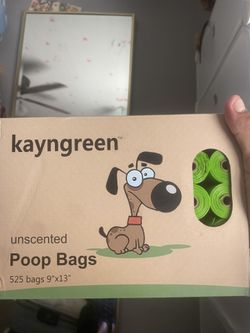 kayngreen™
unscented
Poop Bags
525 bags 9"x13"